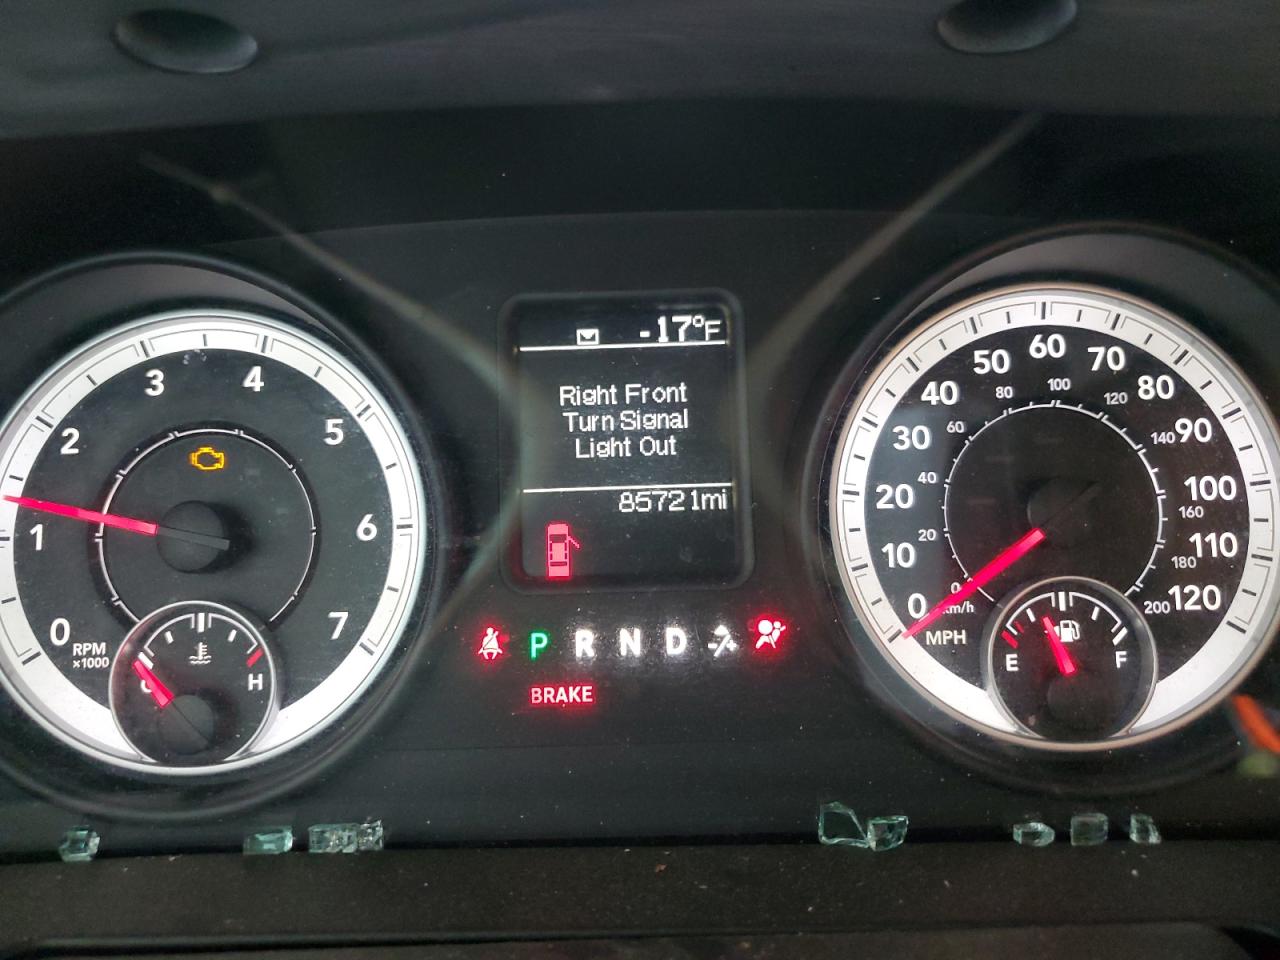 -17°F
Right Front
Turn Signal
Light Out
85721mi
0
1
2
3
4
5
6
7
RPM
x1000
C
H
P R N D
BRAKE
0
10
20
30
40
50
60
70
80
90
100
110
120
0
20
40
60
80
100
120
140
160
180
200
km/h
MPH
E
F